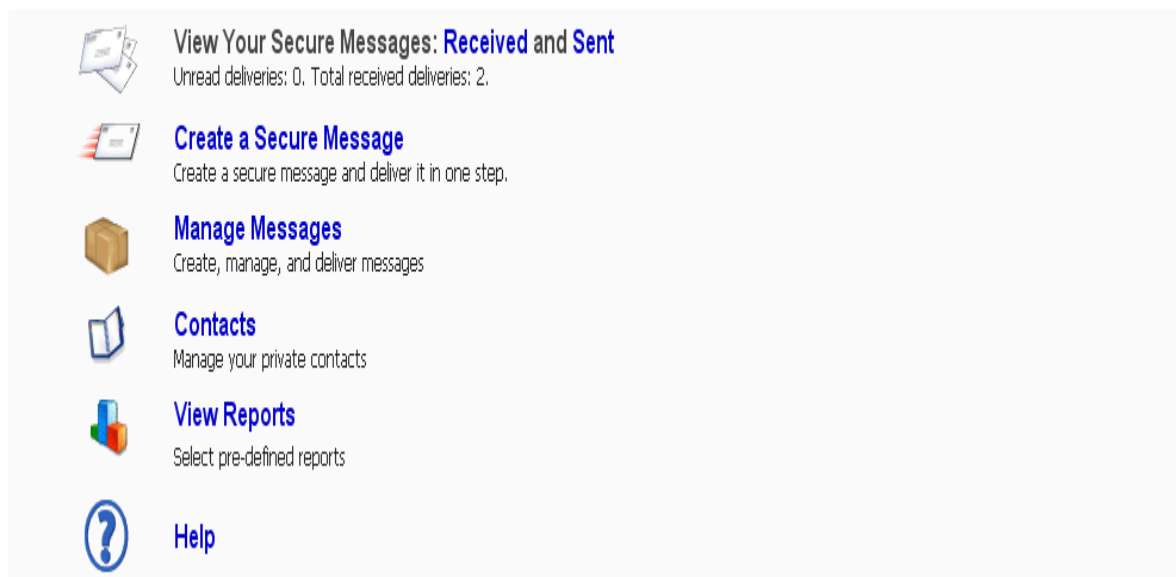 View Your Secure Messages: Received and Sent
Unread deliveries: 0. Total received deliveries: 2.
Create a Secure Message
Create a secure message and deliver it in one step.
Manage Messages
Create, manage, and deliver messages
Contacts
Manage your private contacts
View Reports
Select pre-defined reports
Help